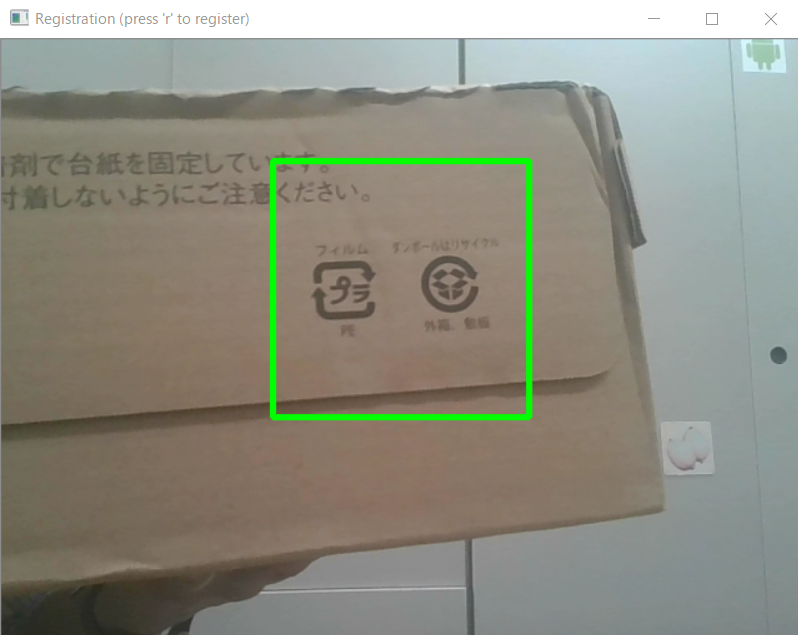 Registration (press 'r' to register)
剤で台紙を固定しています。
付着しないようにご注意ください。
フィルム
ダンボールはリサイクル
プラ
PE
外箱、敷板